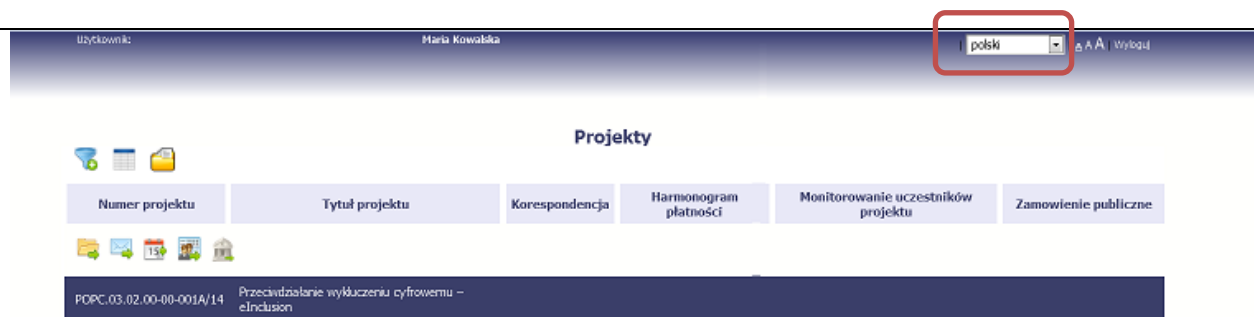 Użytkownik: Maria Kowalska | polski A A A | Wyloguj
Projekty
Numer projektu Tytuł projektu Korespondencja Harmonogram płatności Monitorowanie uczestników projektu Zamowienie publiczne
15
POPC.03.02.00-00-001A/14 Przeciwdziałanie wykluczeniu cyfrowemu –
eInclusion